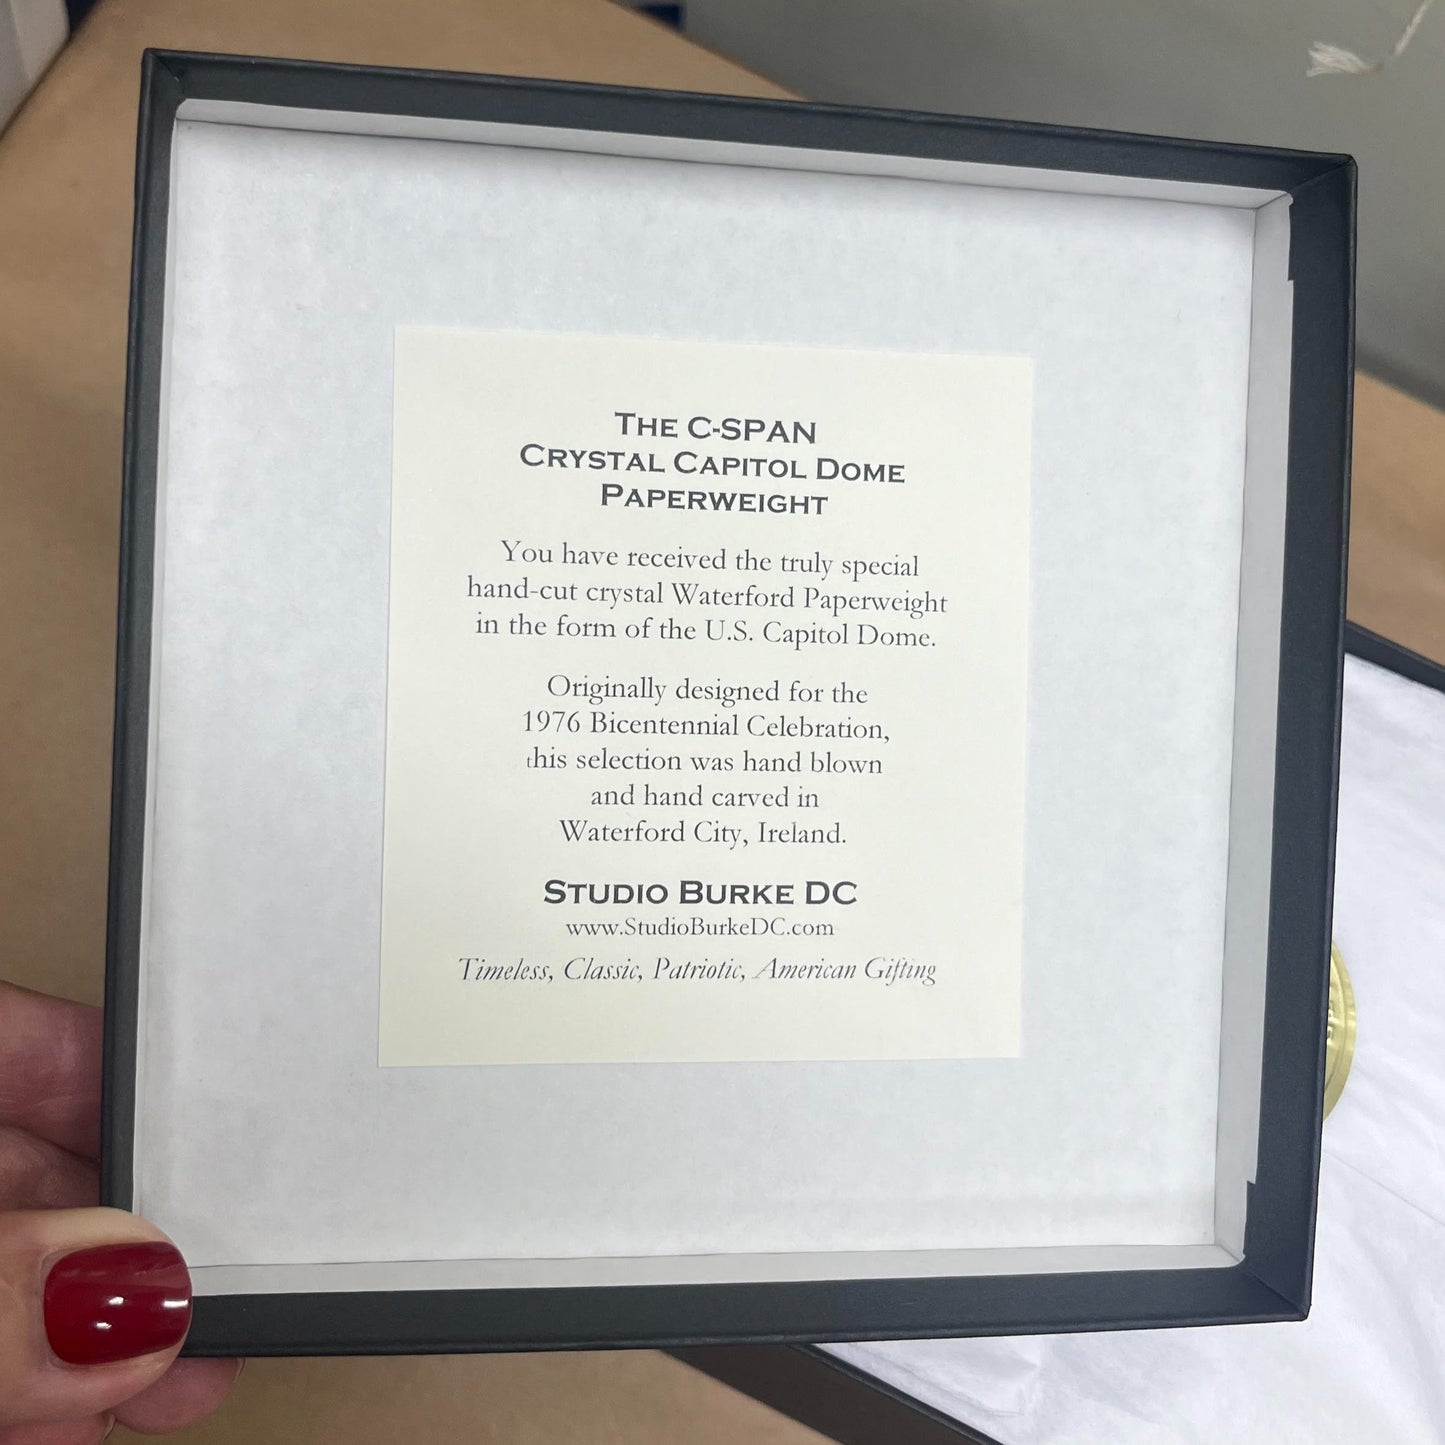 The C-SPAN
Crystal Capitol Dome
Paperweight
You have received the truly special
hand-cut crystal Waterford Paperweight
in the form of the U.S. Capitol Dome.
Originally designed for the
1976 Bicentennial Celebration,
this selection was hand blown
and hand carved in
Waterford City, Ireland.
Studio Burke DC
www.StudioBurkeDC.com
Timeless, Classic, Patriotic, American Gifting